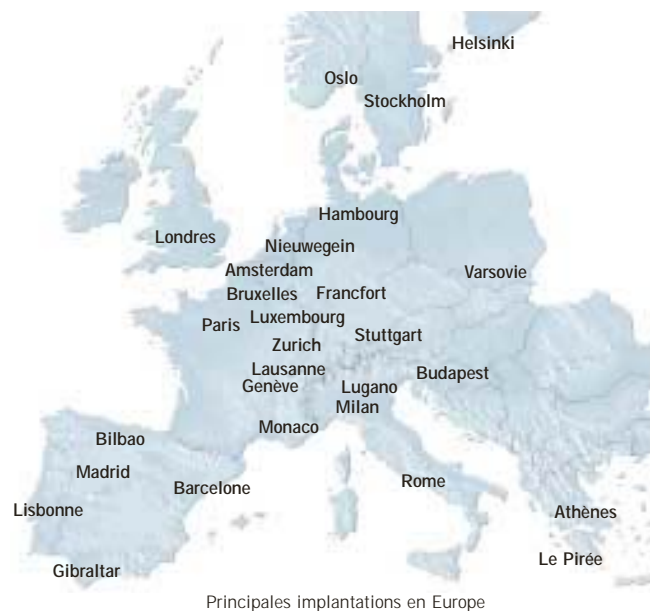 Helsinki
Oslo
Stockholm
Hambourg
Londres
Nieuwegein
Amsterdam
Varsovie
Bruxelles
Francfort
Luxembourg
Paris
Stuttgart
Zurich
Lausanne
Budapest
Genève
Lugano
Milan
Monaco
Bilbao
Madrid
Rome
Barcelone
Lisbonne
Athènes
Le Pirée
Gibraltar
Principales implantations en Europe